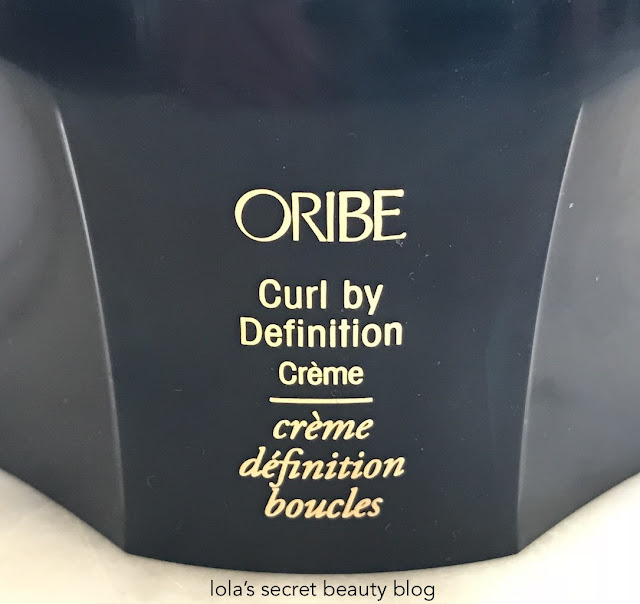 ORIBE
Curl by
Definition
Crème
crème
définition
boucles
lola's secret beauty blog